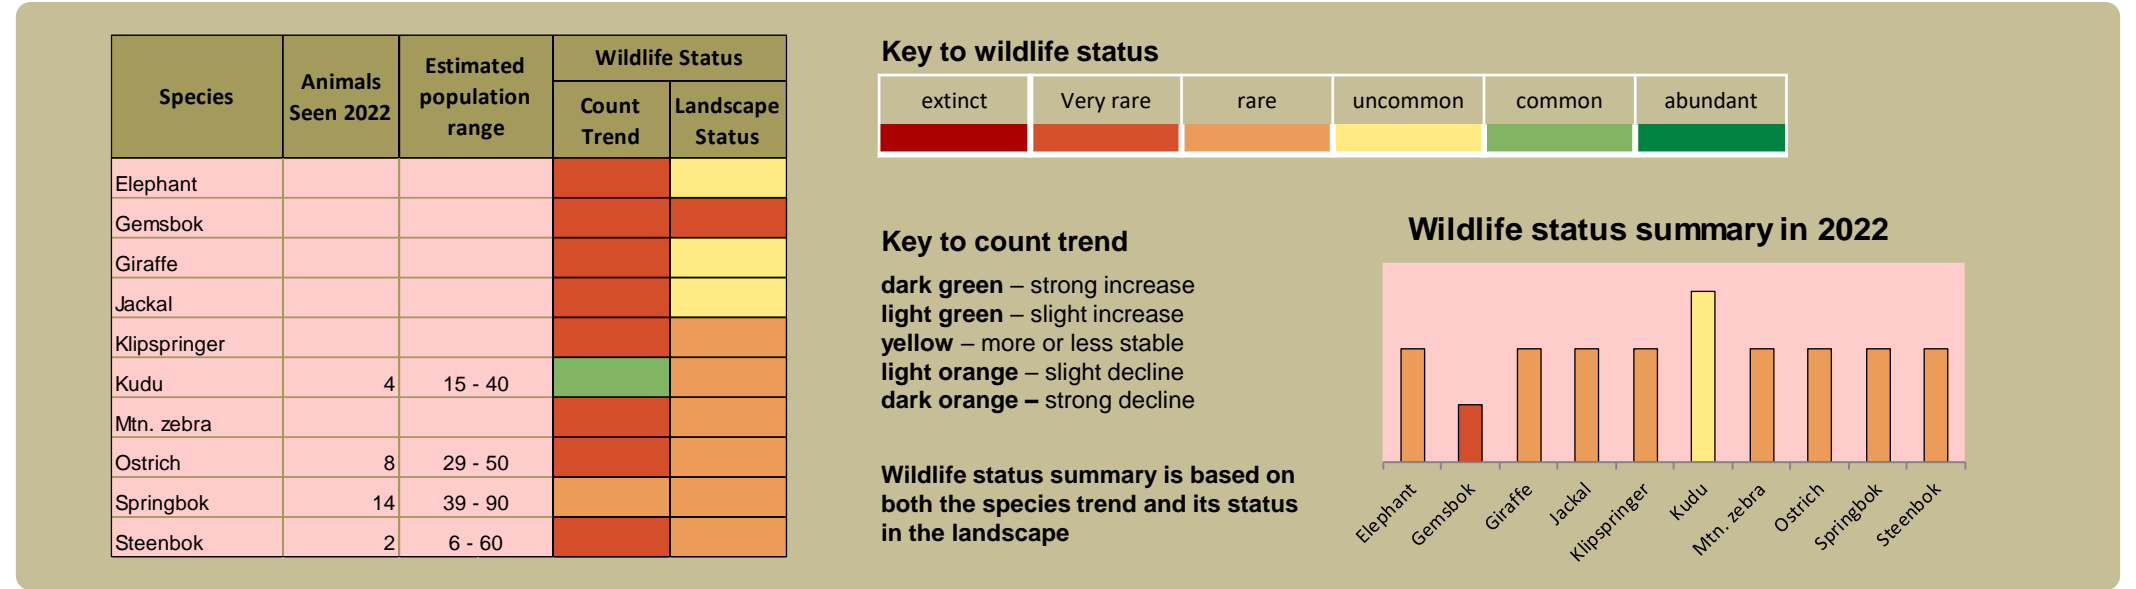 Species
Animals
Seen 2022
Estimated
population
range
Wildlife Status
Count
Trend
Landscape
Status
Elephant
Gemsbok
Giraffe
Jackal
Klipspringer
Kudu 4 15 - 40
Mtn. zebra
Ostrich 8 29 - 50
Springbok 14 39 - 90
Steenbok 2 6 - 60
Key to wildlife status
extinct Very rare rare uncommon common abundant
Key to count trend
dark green – strong increase
light green – slight increase
yellow – more or less stable
light orange – slight decline
dark orange – strong decline
Wildlife status summary is based on
both the species trend and its status
in the landscape
Wildlife status summary in 2022
Elephant
Gemsbok
Giraffe
Jackal
Klipspringer
Kudu
Mtn. zebra
Ostrich
Springbok
Steenbok